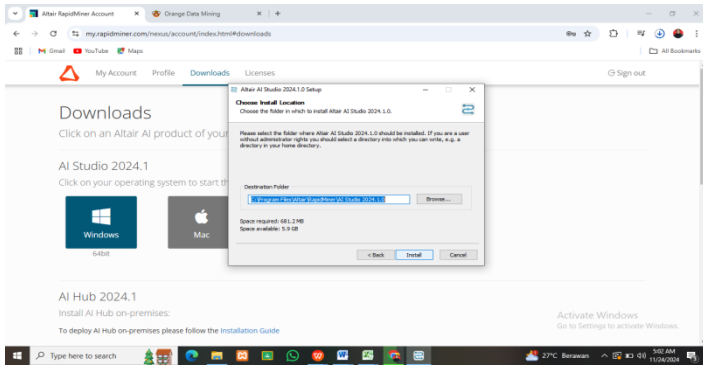 Altair RapidMiner Account
Orange Data Mining
my.rapidminer.com/nexus/account/index.html#downloads
Gmail
YouTube
Maps
All Bookmarks
My Account
Profile
Downloads
Licenses
Sign out
Downloads
Click on an Altair AI product of your
AI Studio 2024.1
Click on your operating system to start th
Windows
Mac
64bit
AI Hub 2024.1
Install AI Hub on-premises:
To deploy AI Hub on-premises please follow the Installation Guide
Altair AI Studio 2024.1.0 Setup
Choose Install Location
Choose the folder in which to install Altair AI Studio 2024.1.0.
Please select the folder where Altair AI Studio 2024.1.0 should be installed. If you are a user
without administrator rights you should select a directory into which you can write, e.g. a
directory in your home directory.
Destination Folder
C:\Program Files\Altair\RapidMiner\AI Studio 2024.1.0
Browse...
Space required: 681.2 MB
Space available: 5.9 GB
< Back
Install
Cancel
Activate Windows
Go to Settings to activate Windows.
Type here to search
27°C Berawan
5:02 AM
11/24/2024